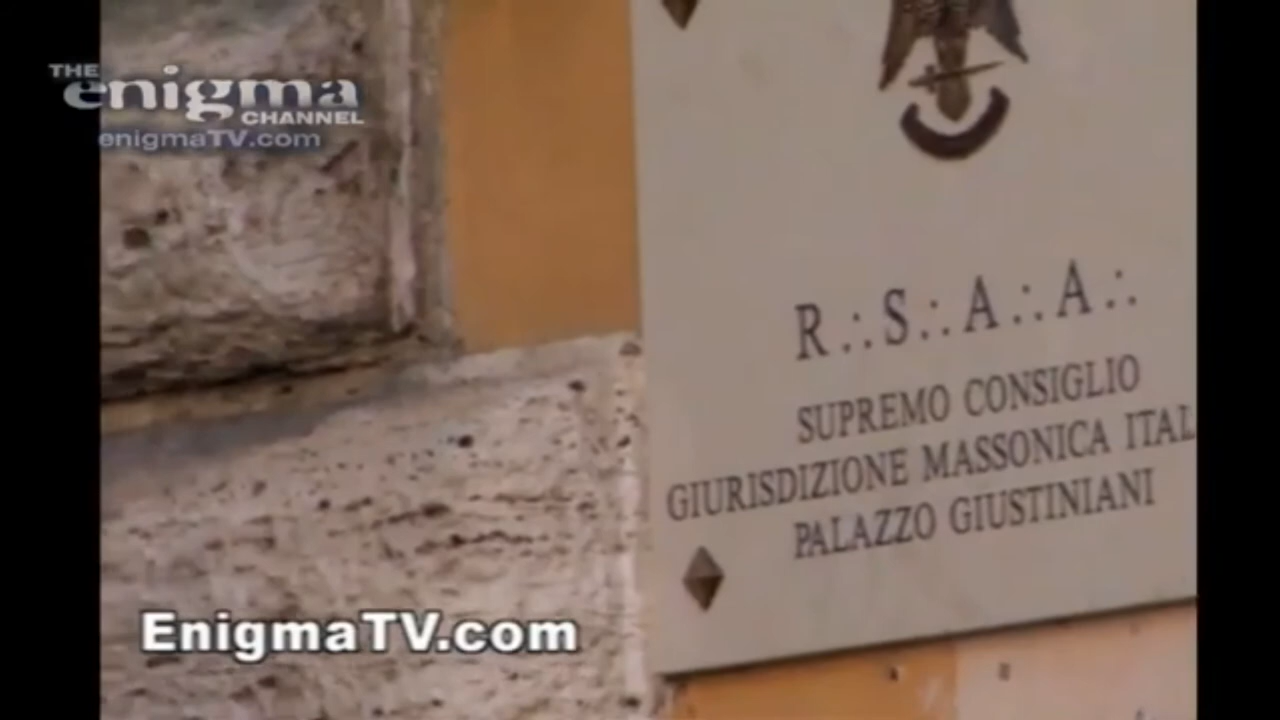 THE
enigma
CHANNEL
enigmaTV.com
R∴S∴A∴A∴
SUPREMO CONSIGLIO
GIURISDIZIONE MASSONICA ITAL
PALAZZO GIUSTINIANI
EnigmaTV.com